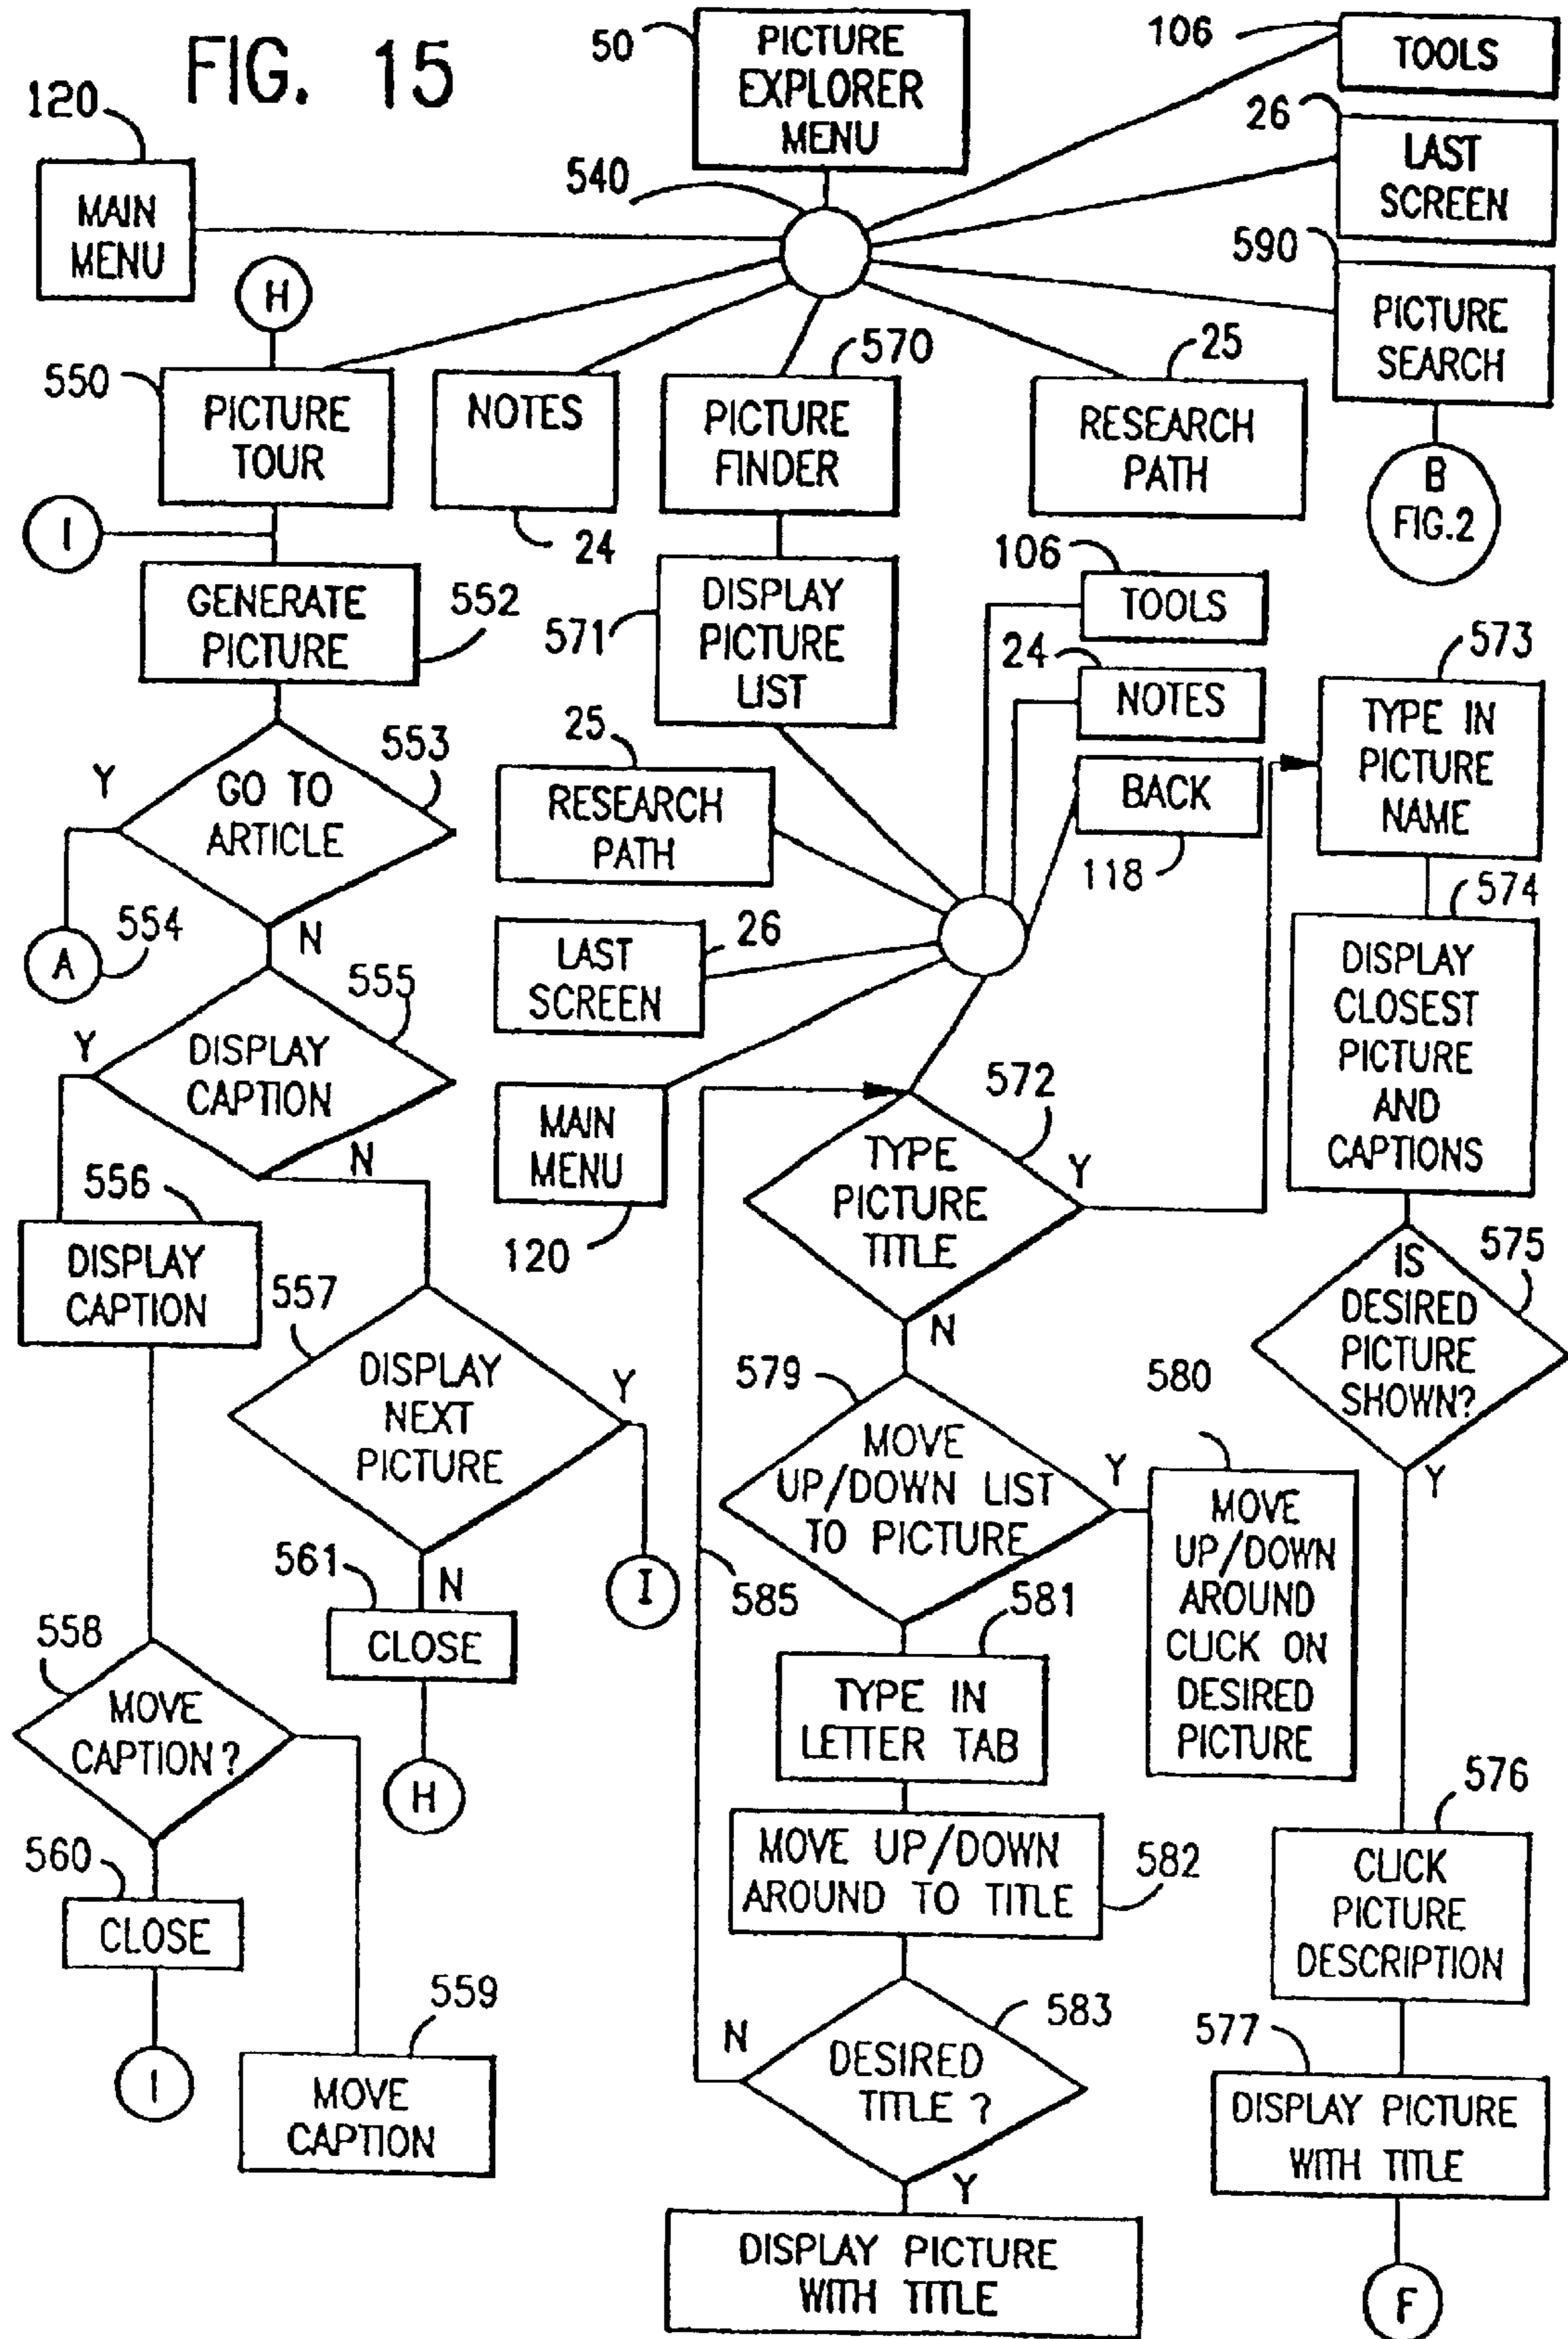 FIG. 15
50
PICTURE
EXPLORER
MENU
106
TOOLS
120
MAIN
MENU
540
26
LAST
SCREEN
590
PICTURE
SEARCH
B
FIG.2
H
550
PICTURE
TOUR
NOTES
24
570
PICTURE
FINDER
25
RESEARCH
PATH
I
GENERATE
PICTURE
552
571
DISPLAY
PICTURE
LIST
106
TOOLS
24
NOTES
BACK
118
573
TYPE IN
PICTURE
NAME
553
Y
GO TO
ARTICLE
N
A
554
25
RESEARCH
PATH
26
LAST
SCREEN
MAIN
MENU
120
574
DISPLAY
CLOSEST
PICTURE
AND
CAPTIONS
555
Y
DISPLAY
CAPTION
N
572
TYPE
PICTURE
TITLE
Y
N
556
DISPLAY
CAPTION
557
DISPLAY
NEXT
PICTURE
Y
N
I
561
CLOSE
H
575
IS
DESIRED
PICTURE
SHOWN?
Y
579
MOVE
UP/DOWN LIST
TO PICTURE
Y
580
MOVE
UP/DOWN
AROUND
CLICK ON
DESIRED
PICTURE
585
581
TYPE IN
LETTER TAB
558
MOVE
CAPTION?
560
CLOSE
I
559
MOVE
CAPTION
MOVE UP/DOWN
AROUND TO TITLE
582
576
CLICK
PICTURE
DESCRIPTION
583
N
DESIRED
TITLE ?
Y
577
DISPLAY PICTURE
WITH TITLE
DISPLAY PICTURE
WITH TITLE
F